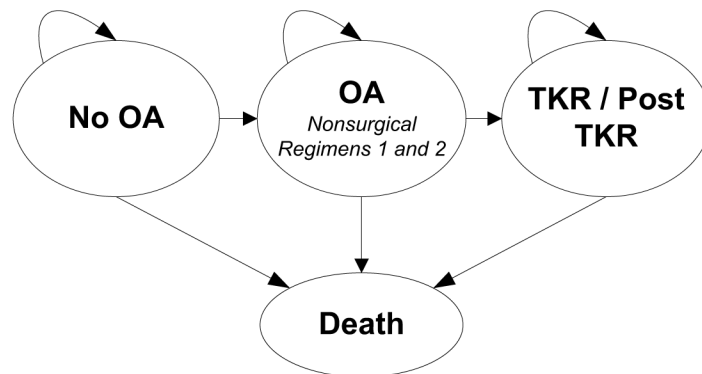 No OA
OA
Nonsurgical
Regimens 1 and 2
TKR / Post
TKR
Death